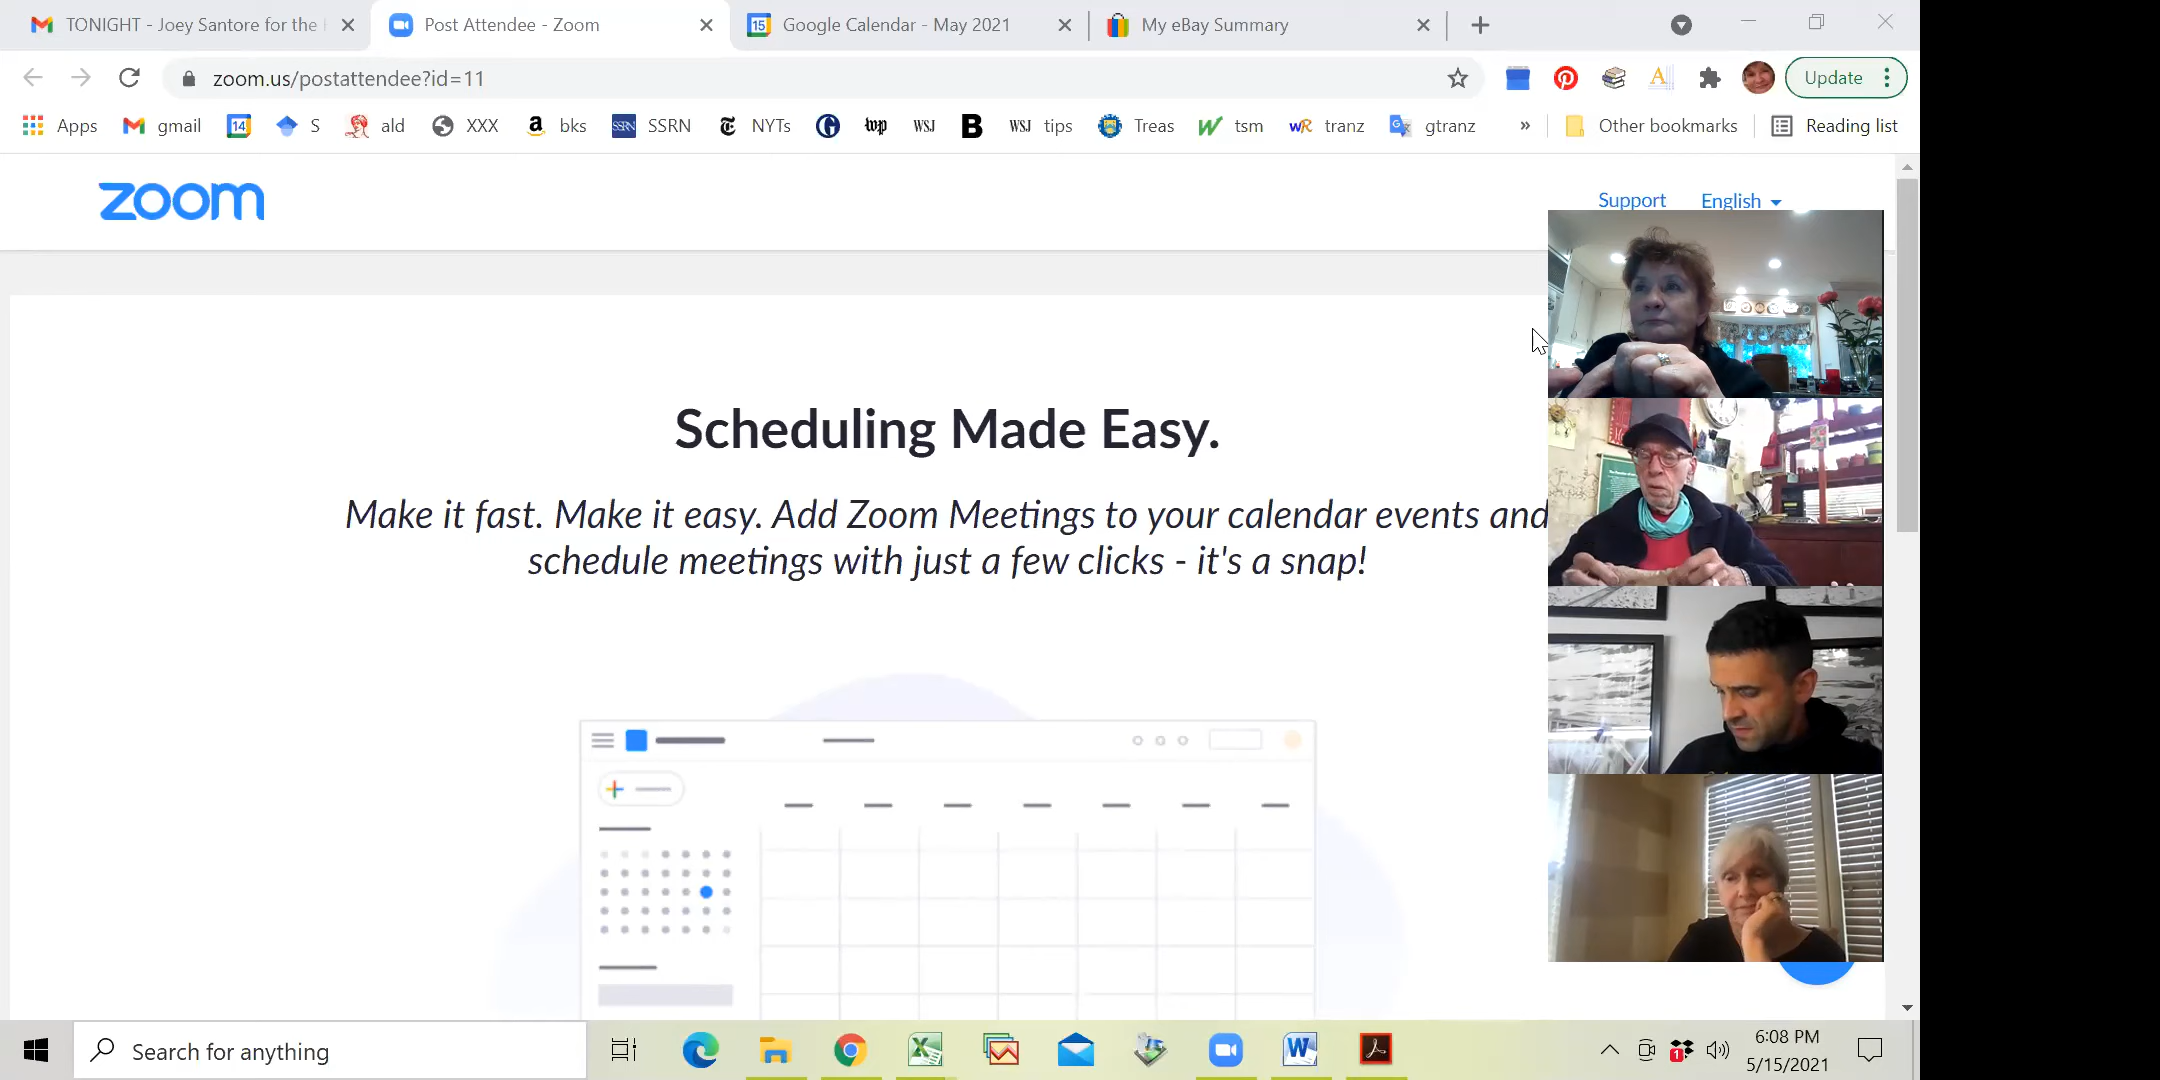 TONIGHT - Joey Santore for the
Post Attendee - Zoom
Google Calendar - May 2021
My eBay Summary
zoom.us/postattendee?id=11
Update
Apps
gmail
14
S
ald
XXX
bks
SSRN
SSRN
NYTs
wp
WSJ
B
WSJ
tips
Treas
tsm
tranz
gtranz
»
Other bookmarks
Reading list
zoom
Support
English
Scheduling Made Easy.
Make it fast. Make it easy. Add Zoom Meetings to your calendar events and
schedule meetings with just a few clicks - it's a snap!
Search for anything
1
6:08 PM
5/15/2021